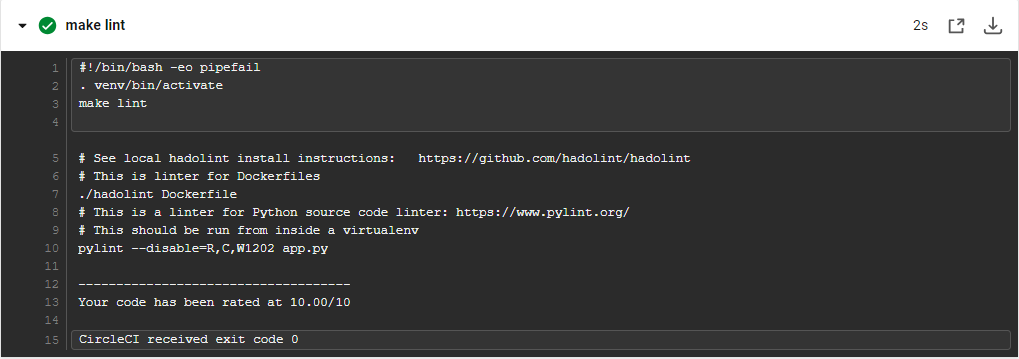 make lint 2s
1 #!/bin/bash -eo pipefail
2 . venv/bin/activate
3 make lint
4
5 # See local hadolint install instructions:   https://github.com/hadolint/hadolint
6 # This is linter for Dockerfiles
7 ./hadolint Dockerfile
8 # This is a linter for Python source code linter: https://www.pylint.org/
9 # This should be run from inside a virtualenv
10 pylint --disable=R,C,W1202 app.py
11
12 ------------------------------------
13 Your code has been rated at 10.00/10
14
15 CircleCI received exit code 0